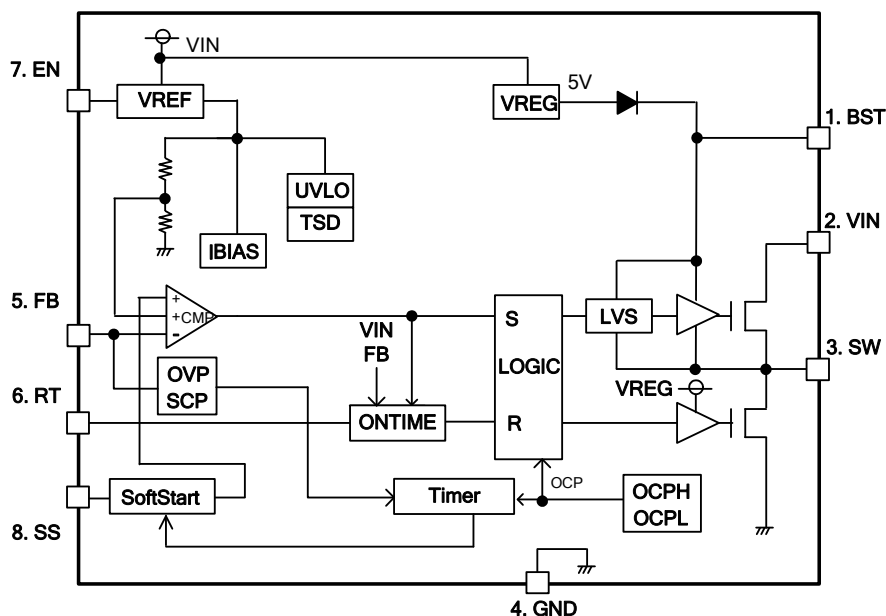 VIN
7. EN
VREF
VREG
5V
1. BST
UVLO
TSD
IBIAS
2. VIN
5. FB
+
+CMP
-
VIN
FB
S
LOGIC
R
LVS
3. SW
OVP
SCP
VREG
6. RT
ONTIME
SoftStart
Timer
OCP
OCPH
OCPL
8. SS
4. GND